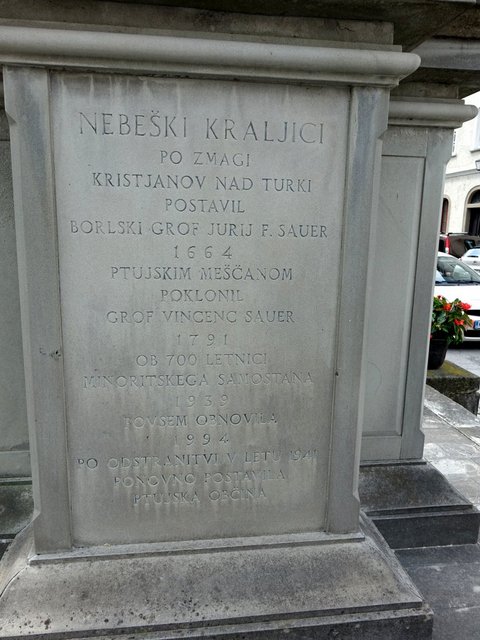 NEBEŠKI KRALJICI
PO ZMAGI
KRISTJANOV NAD TURKI
POSTAVIL
BORLSKI GROF JURIJ F. SAUER
1664
PTUJSKIM MEŠČANOM
POKLONIL
GROF VINCENC SAUER
1791
OB 700 LETNICI
MINORITSKEGA SAMOSTANA
1939
POVSEM OBNOVILA
1994
PO ODSTRANITVI V LETU 1941
PONOVNO POSTAVILA
PTUJSKA OBČINA